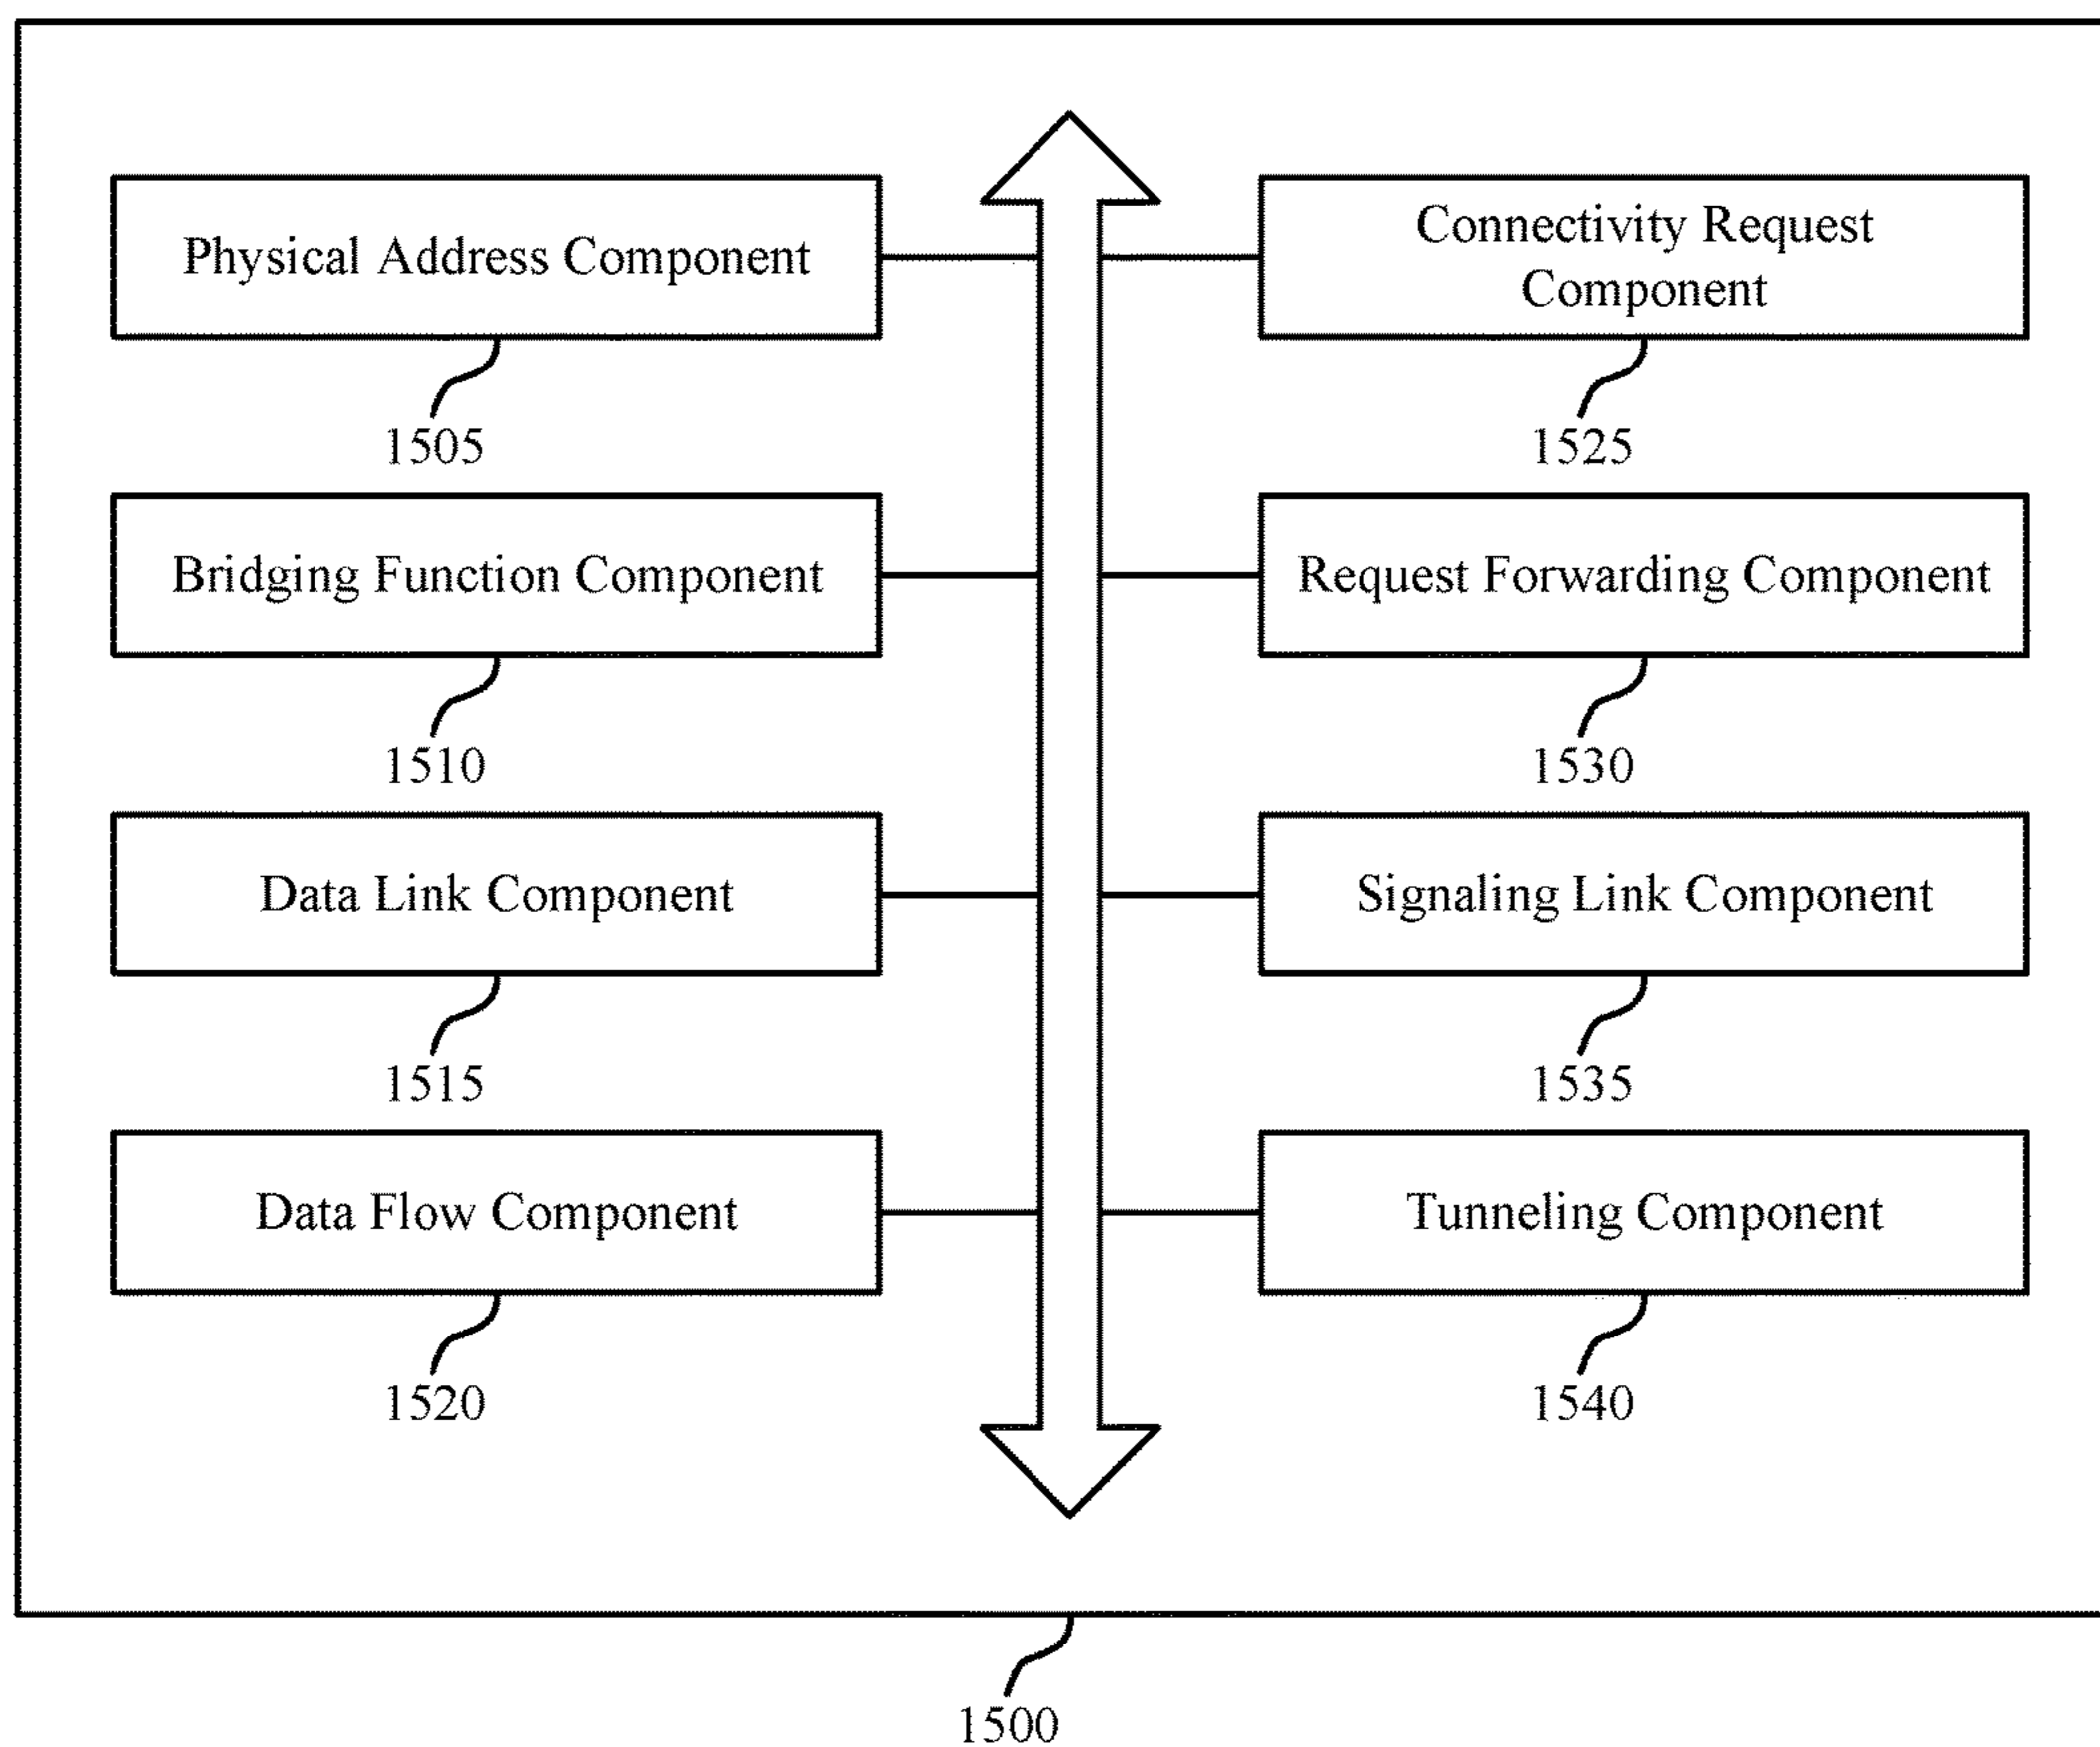 Physical Address Component
1505
Bridging Function Component
1510
Data Link Component
1515
Data Flow Component
1520
Connectivity Request
Component
1525
Request Forwarding Component
1530
Signaling Link Component
1535
Tunneling Component
1540
1500